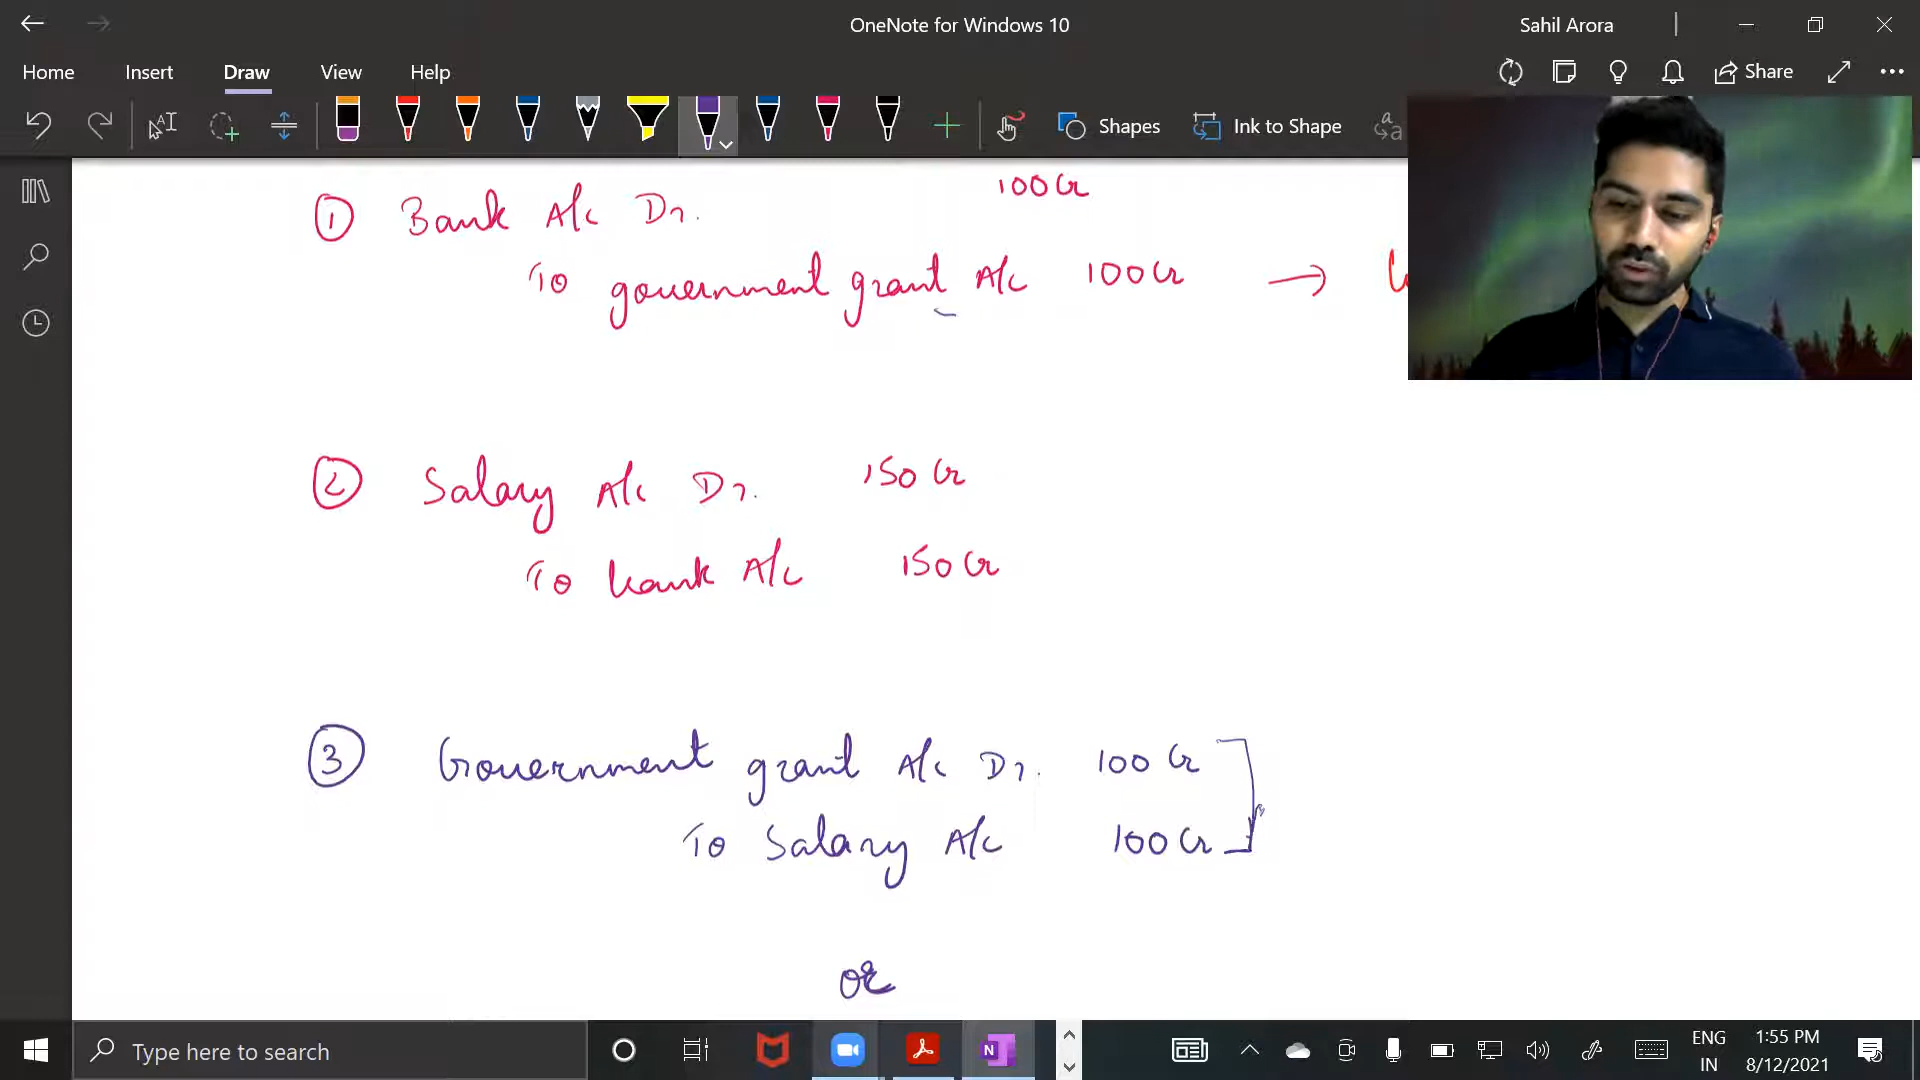 OneNote for Windows 10
Sahil Arora
Home Insert Draw View Help
Share
Shapes
Ink to Shape
100 Cr
① Bank A/c Dr.
To government grant A/c 100 Cr →
② Salary A/c Dr. 150 Cr
To bank A/c 150 Cr
③ Government grant A/c Dr. 100 Cr
To Salary A/c 100 Cr
or
Type here to search
ENG
IN
1:55 PM
8/12/2021